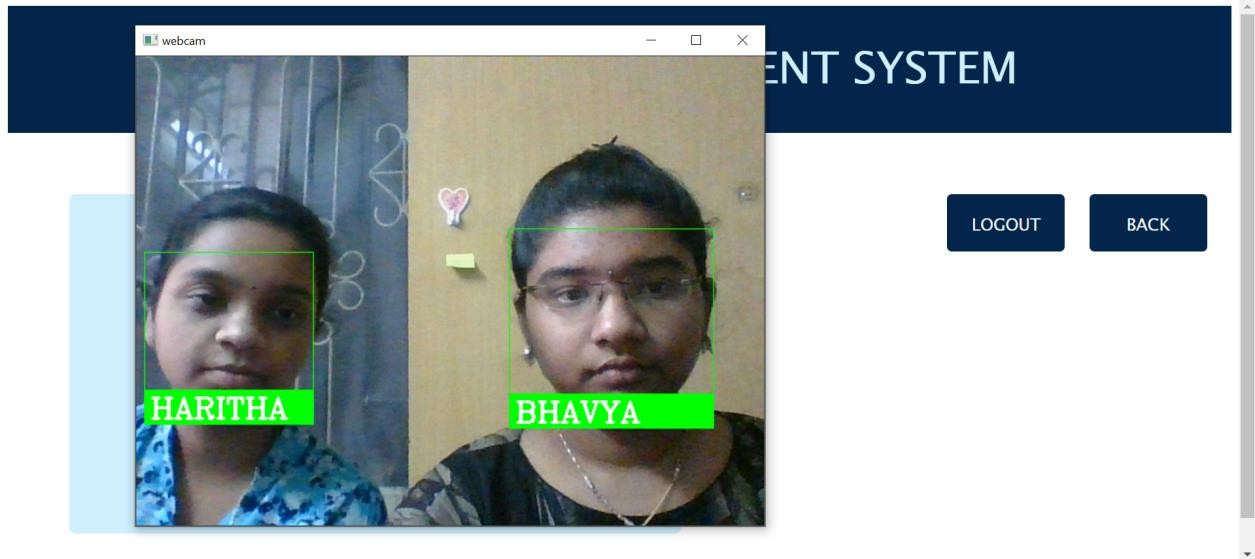 webcam
ENT SYSTEM
LOGOUT
BACK
HARITHA
BHAVYA